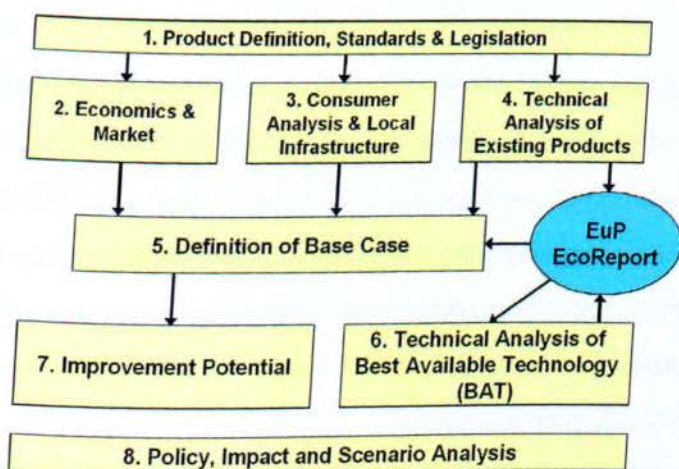 1. Product Definition, Standards & Legislation
2. Economics &
Market
3. Consumer
Analysis & Local
Infrastructure
4. Technical
Analysis of
Existing Products
EuP
EcoReport
5. Definition of Base Case
7. Improvement Potential
6. Technical Analysis of
Best Available Technology
(BAT)
8. Policy, Impact and Scenario Analysis